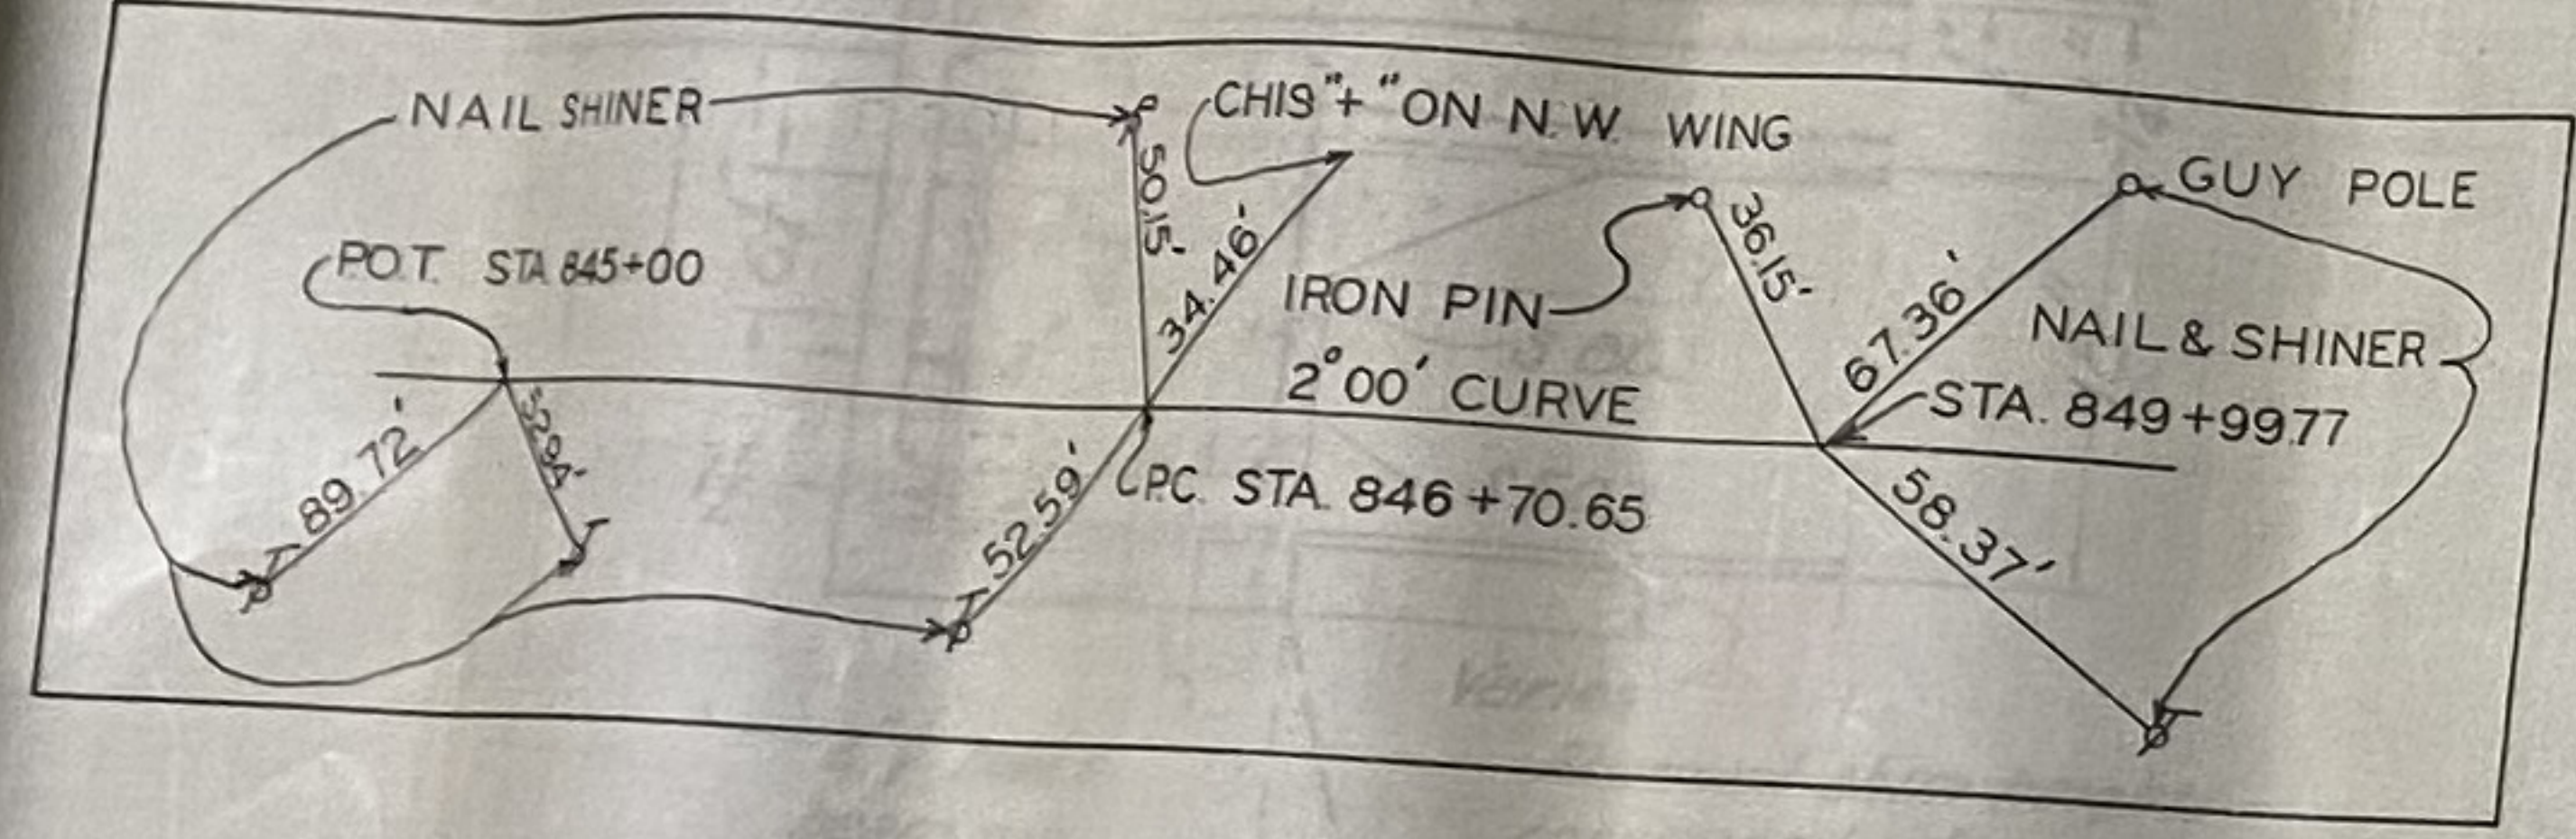 NAIL SHINER
CHIS "+" ON N.W. WING
50.15'
GUY POLE
36.15'
P.O.T. STA 845+00
34.46'
IRON PIN
67.36'
NAIL & SHINER
2°00' CURVE
STA. 849+99.77
89.72'
52.94'
52.59'
P.C. STA. 846+70.65
58.37'
Varie